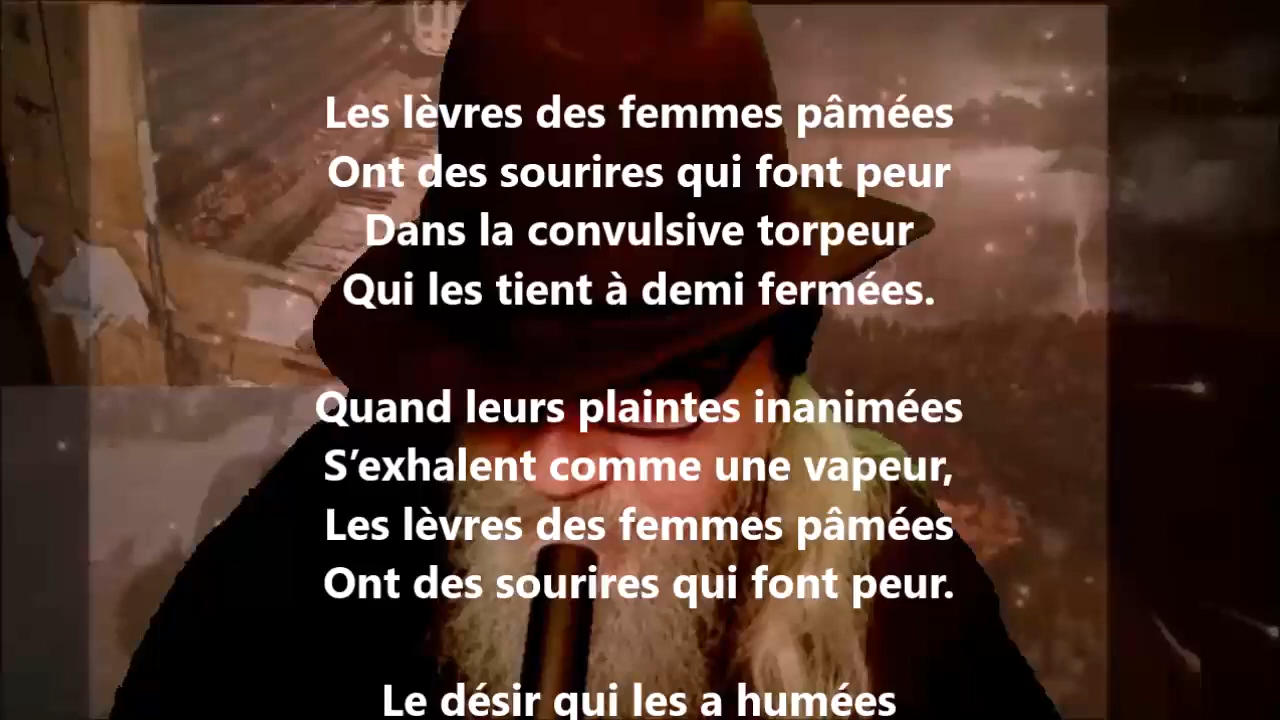 Les lèvres des femmes pâmées
Ont des sourires qui font peur
Dans la convulsive torpeur
Qui les tient à demi fermées.
Quand leurs plaintes inanimées
S’exhalent comme une vapeur,
Les lèvres des femmes pâmées
Ont des sourires qui font peur.
Le désir qui les a humées